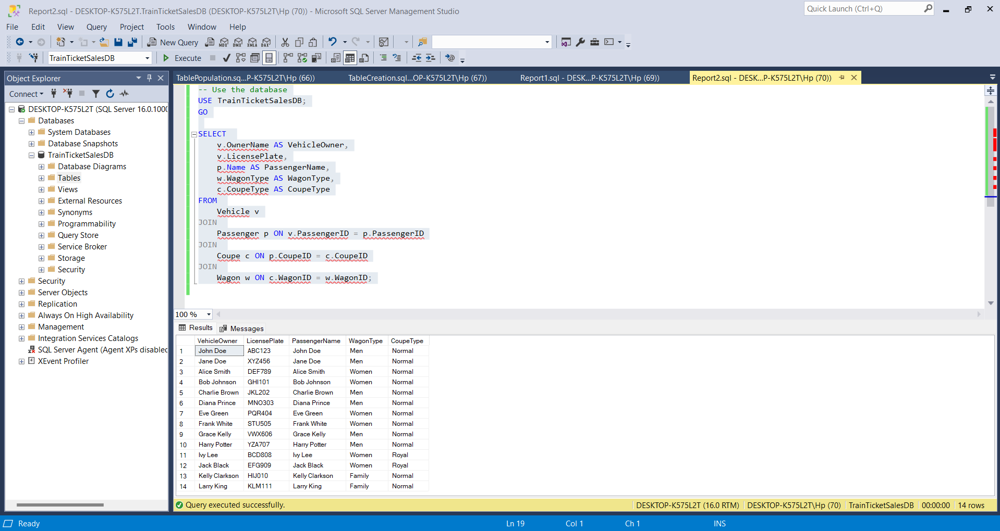 Report2.sql - DESKTOP-K575L2T.TrainTicketSalesDB (DESKTOP-K575L2T\Hp (70)) - Microsoft SQL Server Management Studio
Quick Launch (Ctrl+Q)
File Edit View Query Project Tools Window Help
New Query MDX DMX XMLA DAX
TrainTicketSalesDB Execute
Object Explorer
Connect
DESKTOP-K575L2T (SQL Server 16.0.1000
Databases
System Databases
Database Snapshots
TrainTicketSalesDB
Database Diagrams
Tables
Views
External Resources
Synonyms
Programmability
Query Store
Service Broker
Storage
Security
Security
Server Objects
Replication
Always On High Availability
Management
Integration Services Catalogs
SQL Server Agent (Agent XPs disabled
XEvent Profiler
TablePopulation.sq...P-K575L2T\Hp (66)) TableCreation.sql...OP-K575L2T\Hp (67)) Report1.sql - DESK...P-K575L2T\Hp (69)) Report2.sql - DESK...P-K575L2T\Hp (70))
-- Use the database
USE TrainTicketSalesDB;
GO
SELECT
v.OwnerName AS VehicleOwner,
v.LicensePlate,
p.Name AS PassengerName,
w.WagonType AS WagonType,
c.CoupeType AS CoupeType
FROM
Vehicle v
JOIN
Passenger p ON v.PassengerID = p.PassengerID
JOIN
Coupe c ON p.CoupeID = c.CoupeID
JOIN
Wagon w ON c.WagonID = w.WagonID;
100 %
Results Messages
VehicleOwner LicensePlate PassengerName WagonType CoupeType
1 John Doe ABC123 John Doe Men Normal
2 Jane Doe XYZ456 Jane Doe Men Normal
3 Alice Smith DEF789 Alice Smith Women Normal
4 Bob Johnson GHI101 Bob Johnson Women Normal
5 Charlie Brown JKL202 Charlie Brown Men Normal
6 Diana Prince MNO303 Diana Prince Men Normal
7 Eve Green PQR404 Eve Green Women Normal
8 Frank White STU505 Frank White Women Normal
9 Grace Kelly VWX606 Grace Kelly Men Normal
10 Harry Potter YZA707 Harry Potter Men Normal
11 Ivy Lee BCD808 Ivy Lee Women Royal
12 Jack Black EFG909 Jack Black Women Royal
13 Kelly Clarkson HIJ010 Kelly Clarkson Family Normal
14 Larry King KLM111 Larry King Family Normal
Query executed successfully. DESKTOP-K575L2T (16.0 RTM) DESKTOP-K575L2T\Hp (70) TrainTicketSalesDB 00:00:00 14 rows
Ready Ln 19 Col 1 Ch 1 INS